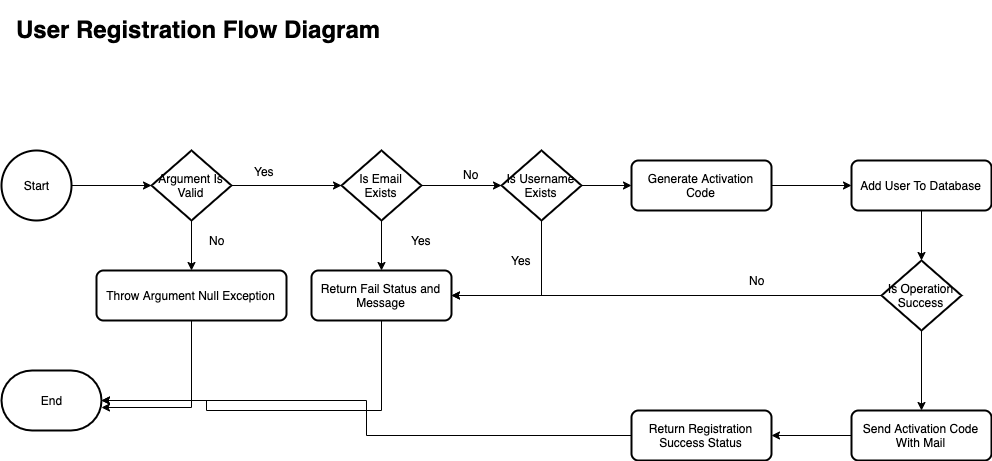 User Registration Flow Diagram
Start
Argument Is
Valid
Yes
Is Email
Exists
No
Is Username
Exists
Generate Activation
Code
Add User To Database
No
Yes
Yes
Throw Argument Null Exception
Return Fail Status and
Message
No
Is Operation
Success
End
Return Registration
Success Status
Send Activation Code
With Mail